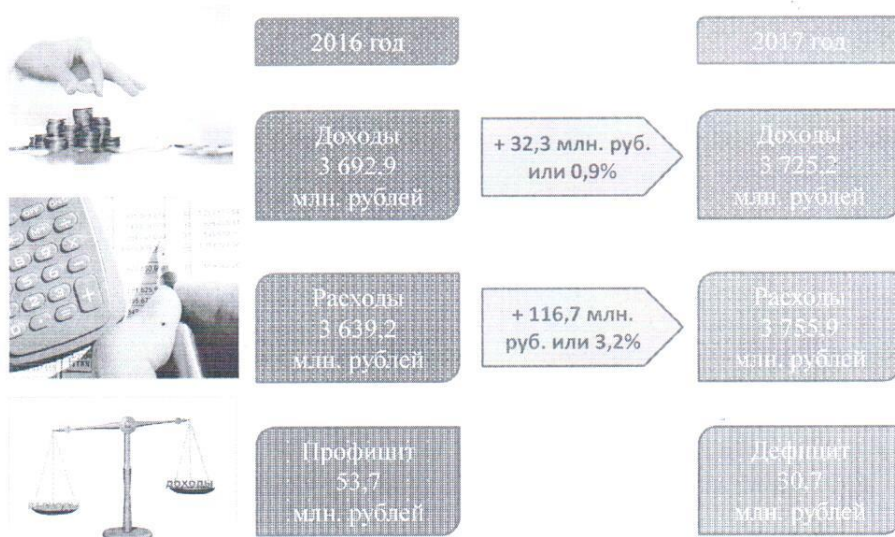 2016 год
2017 год
Доходы
3 692,9
млн. рублей
+ 32,3 млн. руб.
или 0,9%
Доходы
3 725,2
млн. рублей
Расходы
3 639,2
млн. рублей
+ 116,7 млн.
руб. или 3,2%
Расходы
3 755,9
млн. рублей
доходы
Профицит
53,7
млн. рублей
Дефицит
30,7
млн. рублей